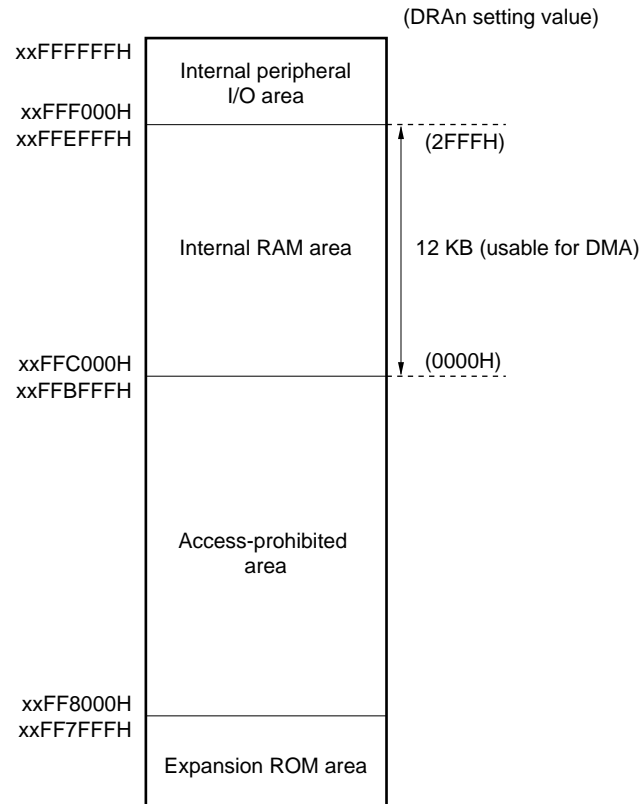 (DRAn setting value)
xxFFFFFFH
Internal peripheral
I/O area
xxFFF000H
xxFFEFFFH
(2FFFH)
Internal RAM area
12 KB (usable for DMA)
xxFFC000H
(0000H)
xxFFBFFFH
Access-prohibited
area
xxFF8000H
xxFF7FFFH
Expansion ROM area